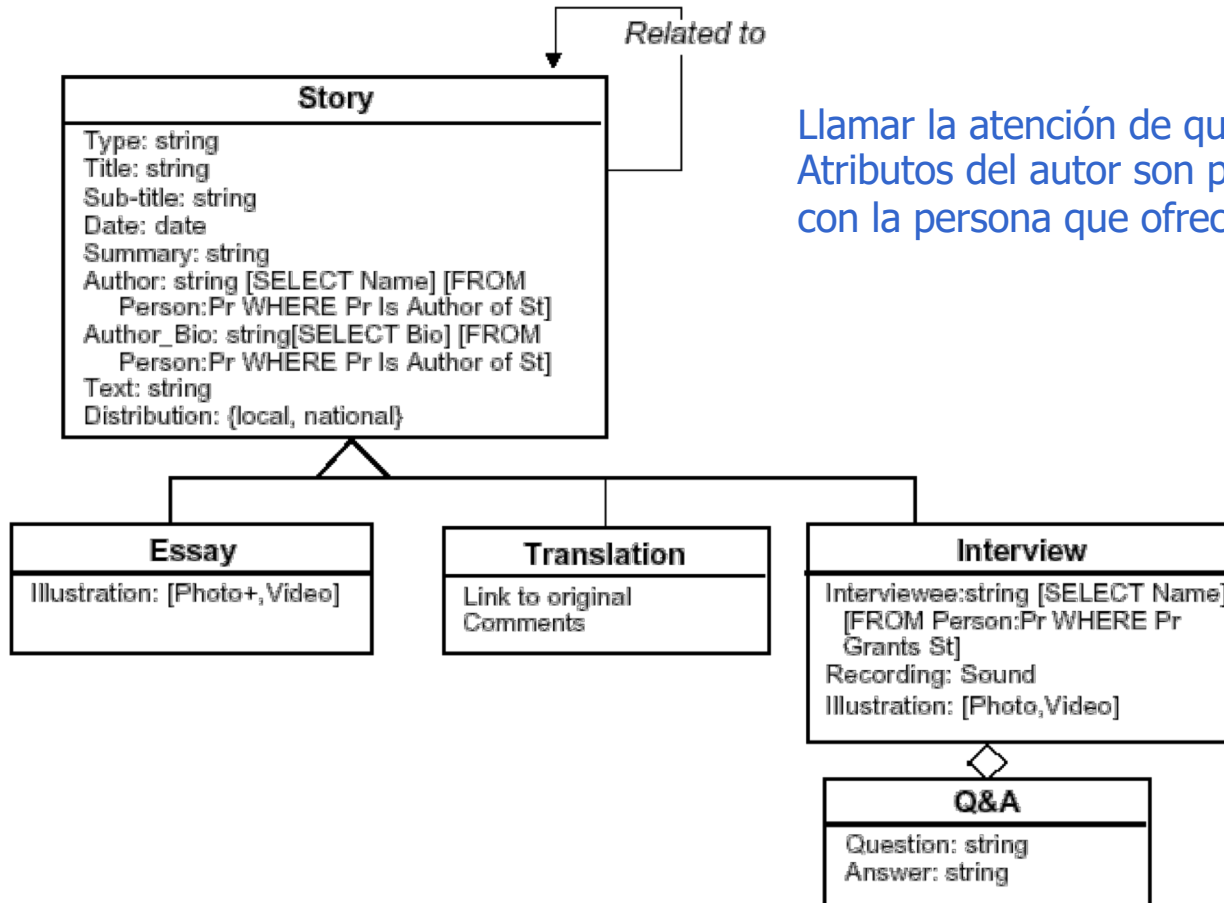 Related to
Story
Type: string
Title: string
Sub-title: string
Date: date
Summary: string
Author: string [SELECT Name] [FROM
Person:Pr WHERE Pr Is Author of St]
Author_Bio: string[SELECT Bio] [FROM
Person:Pr WHERE Pr Is Author of St]
Text: string
Distribution: {local, national}
Llamar la atención de qu
Atributos del autor son p
con la persona que ofrec
Essay
Illustration: [Photo+,Video]
Translation
Link to original
Comments
Interview
Interviewee:string [SELECT Name]
[FROM Person:Pr WHERE Pr
Grants St]
Recording: Sound
Illustration: [Photo,Video]
Q&A
Question: string
Answer: string